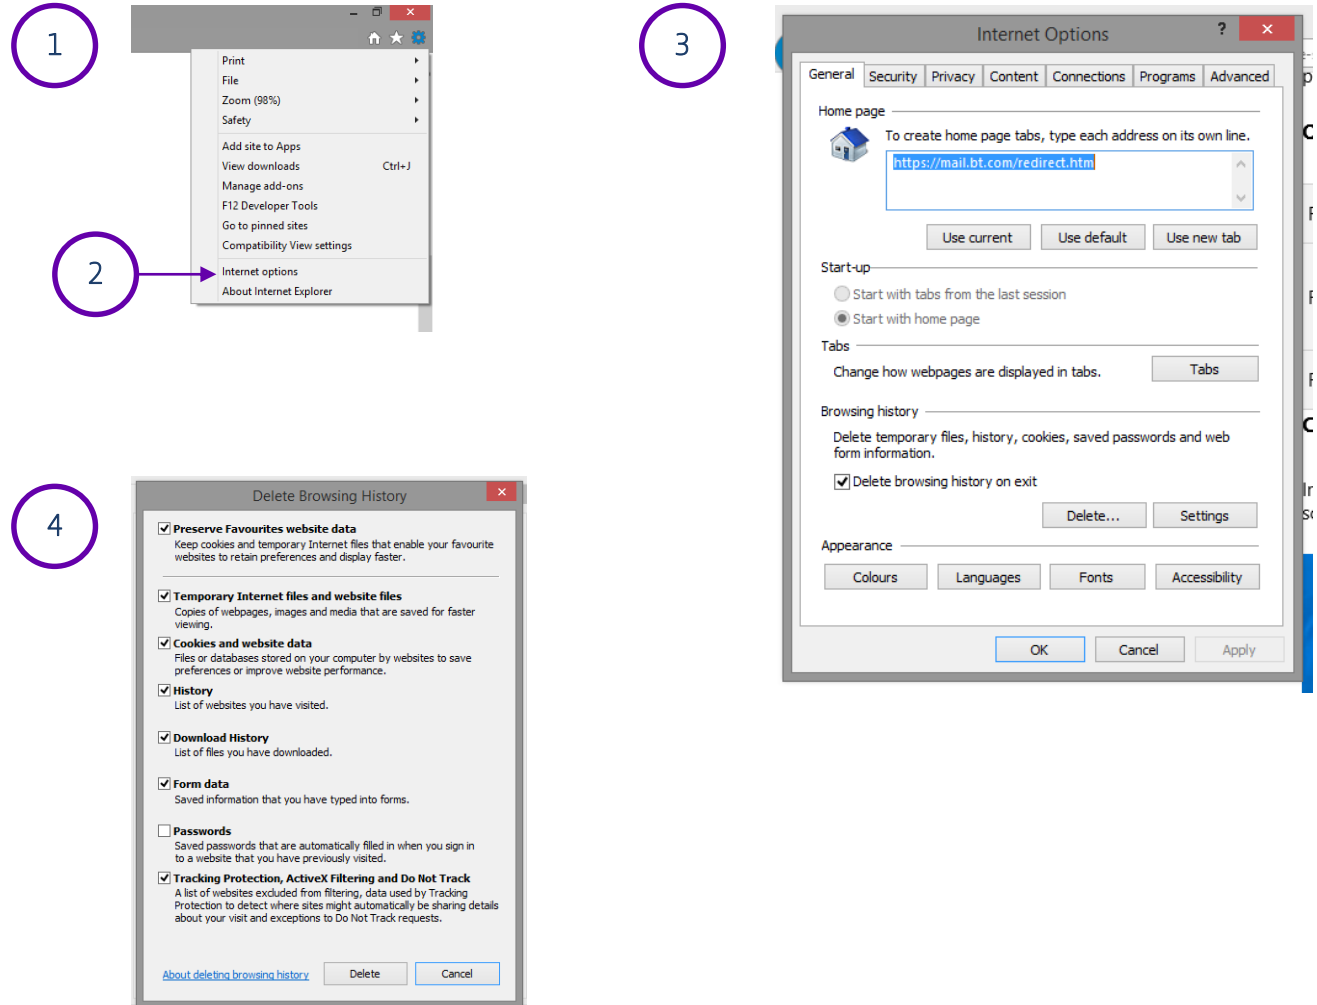 1
Print
File
Zoom (98%)
Safety
Add site to Apps
View downloads Ctrl+J
Manage add-ons
F12 Developer Tools
Go to pinned sites
Compatibility View settings
2
Internet options
About Internet Explorer
3
Internet Options ?
General Security Privacy Content Connections Programs Advanced
Home page
To create home page tabs, type each address on its own line.
https://mail.bt.com/redirect.htm
Use current Use default Use new tab
Start-up
Start with tabs from the last session
Start with home page
Tabs
Change how webpages are displayed in tabs. Tabs
Browsing history
Delete temporary files, history, cookies, saved passwords and web
form information.
Delete browsing history on exit
Delete... Settings
Appearance
Colours Languages Fonts Accessibility
OK Cancel Apply
4
Delete Browsing History
Preserve Favourites website data
Keep cookies and temporary Internet files that enable your favourite
websites to retain preferences and display faster.
Temporary Internet files and website files
Copies of webpages, images and media that are saved for faster
viewing.
Cookies and website data
Files or databases stored on your computer by websites to save
preferences or improve website performance.
History
List of websites you have visited.
Download History
List of files you have downloaded.
Form data
Saved information that you have typed into forms.
Passwords
Saved passwords that are automatically filled in when you sign in
to a website that you have previously visited.
Tracking Protection, ActiveX Filtering and Do Not Track
A list of websites excluded from filtering, data used by Tracking
Protection to detect where sites might automatically be sharing details
about your visit and exceptions to Do Not Track requests.
About deleting browsing history Delete Cancel